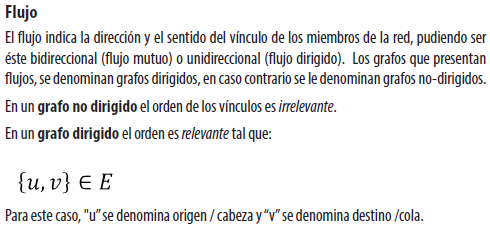 Flujo
El flujo indica la dirección y el sentido del vínculo de los miembros de la red, pudiendo ser
éste bidireccional (flujo mutuo) o unidireccional (flujo dirigido). Los grafos que presentan
flujos, se denominan grafos dirigidos, en caso contrario se le denominan grafos no-dirigidos.
En un grafo no dirigido el orden de los vínculos es irrelevante.
En un grafo dirigido el orden es relevante tal que:
{u, v} ∈ E
Para este caso, "u” se denomina origen / cabeza y “v” se denomina destino /cola.